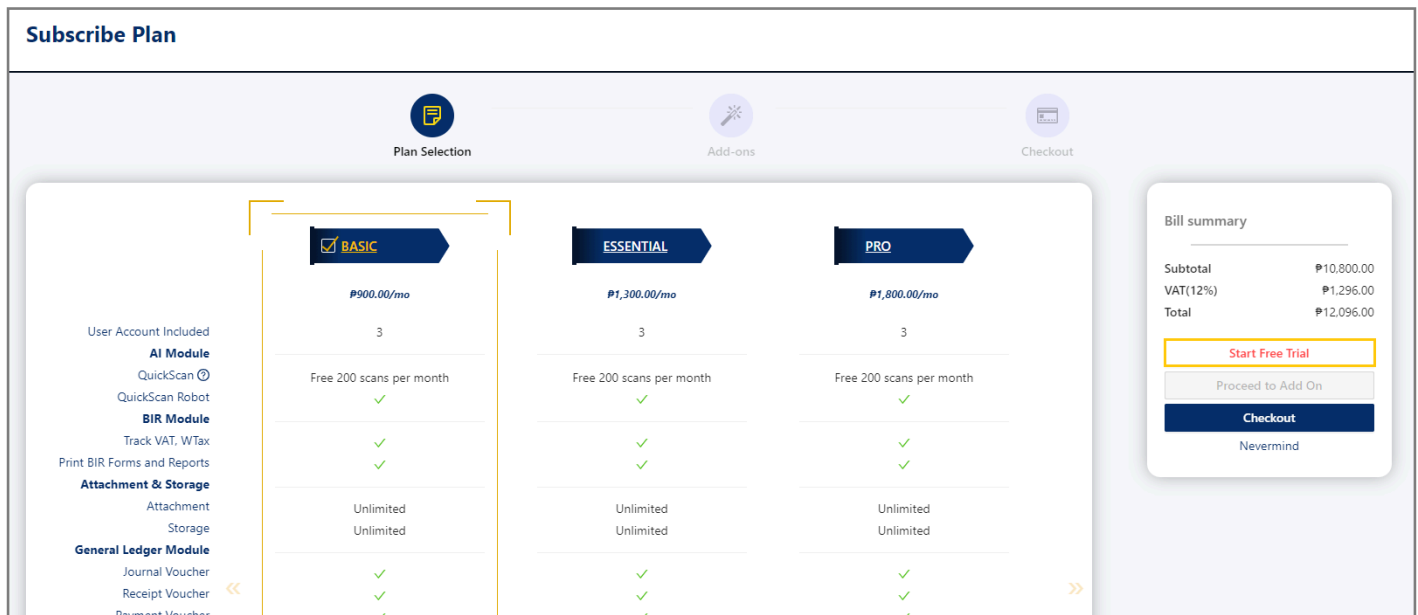 Subscribe Plan
Plan Selection
Add-ons
Checkout
BASIC
ESSENTIAL
PRO
₱900.00/mo
₱1,300.00/mo
₱1,800.00/mo
User Account Included 3 3 3
AI Module
QuickScan Free 200 scans per month Free 200 scans per month Free 200 scans per month
QuickScan Robot
BIR Module
Track VAT, WTax
Print BIR Forms and Reports
Attachment & Storage
Attachment Unlimited Unlimited Unlimited
Storage Unlimited Unlimited Unlimited
General Ledger Module
Journal Voucher
Receipt Voucher
Payment Voucher
Bill summary
Subtotal ₱10,800.00
VAT(12%) ₱1,296.00
Total ₱12,096.00
Start Free Trial
Proceed to Add On
Checkout
Nevermind